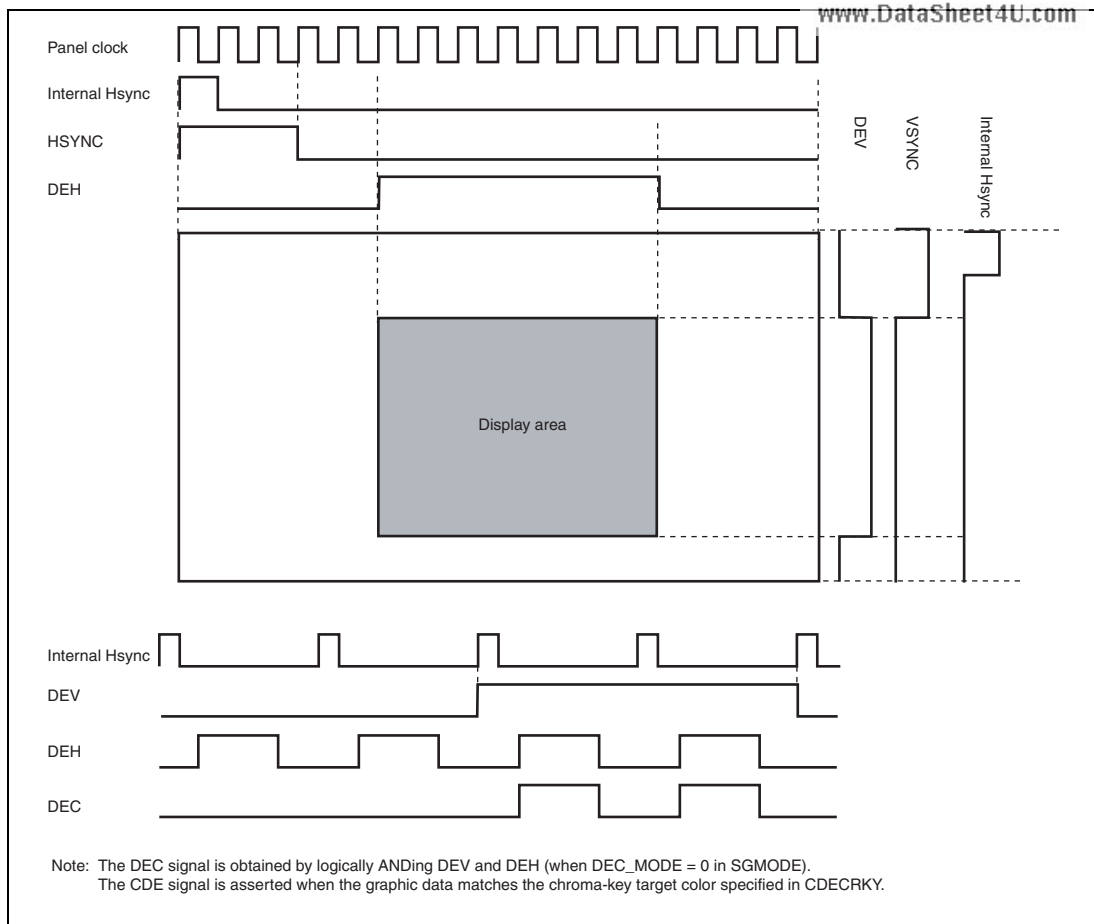 www.DataSheet4U.com
Panel clock
Internal Hsync
HSYNC
DEH
DEV
VSYNC
Internal Hsync
Display area
Internal Hsync
DEV
DEH
DEC
Note: The DEC signal is obtained by logically ANDing DEV and DEH (when DEC_MODE = 0 in SGMODE).
The CDE signal is asserted when the graphic data matches the chroma-key target color specified in CDECRKY.